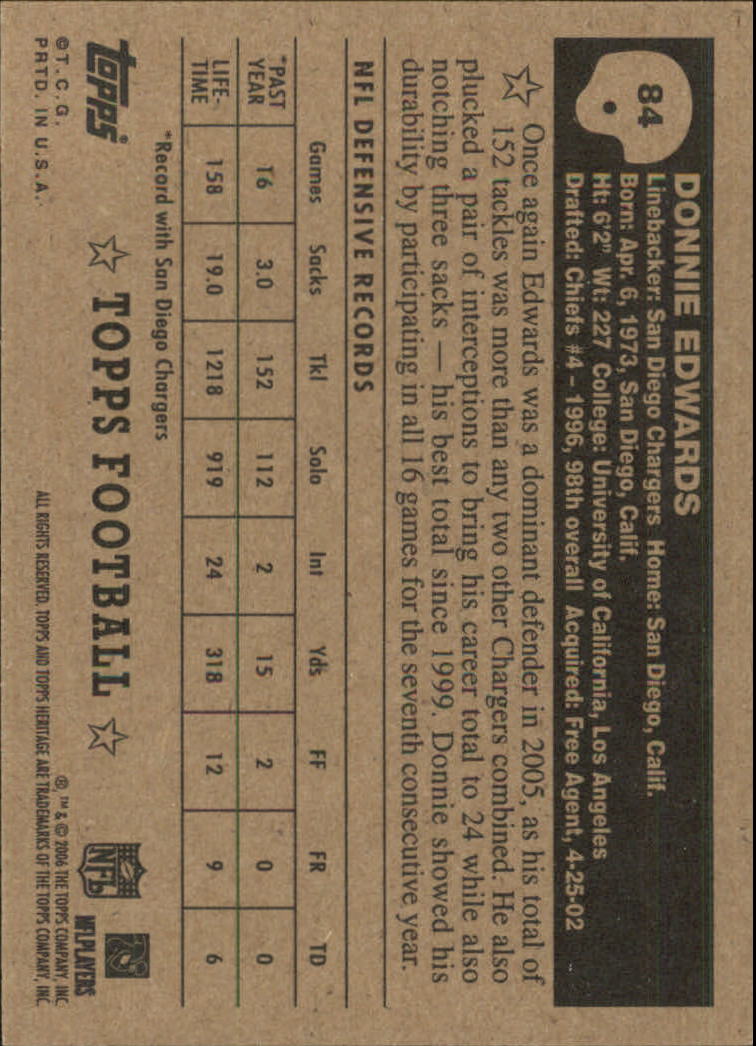 84
DONNIE EDWARDS
Linebacker: San Diego Chargers Home: San Diego, Calif.
Born: Apr. 6, 1973, San Diego, Calif.
Ht: 6'2" Wt: 227 College: University of California, Los Angeles
Drafted: Chiefs #4 – 1996, 98th overall Acquired: Free Agent, 4-25-02
Once again Edwards was a dominant defender in 2005, as his total of
152 tackles was more than any two other Chargers combined. He also
plucked a pair of interceptions to bring his career total to 24 while also
notching three sacks — his best total since 1999. Donnie showed his
durability by participating in all 16 games for the seventh consecutive year.
NFL DEFENSIVE RECORDS
Games Sacks Tkl Solo Int Yds FF FR TD
*PAST YEAR 16 3.0 152 112 2 15 2 0 0
LIFE-TIME 158 19.0 1218 919 24 318 12 9 6
*Record with San Diego Chargers
topps®
☆ TOPPS FOOTBALL ☆
NFL
NFLPLAYERS
©T.C.G.
PRTD. IN U.S.A.
®, ™ & © 2006 THE TOPPS COMPANY, INC.
ALL RIGHTS RESERVED. TOPPS AND TOPPS HERITAGE ARE TRADEMARKS OF THE TOPPS COMPANY, INC.